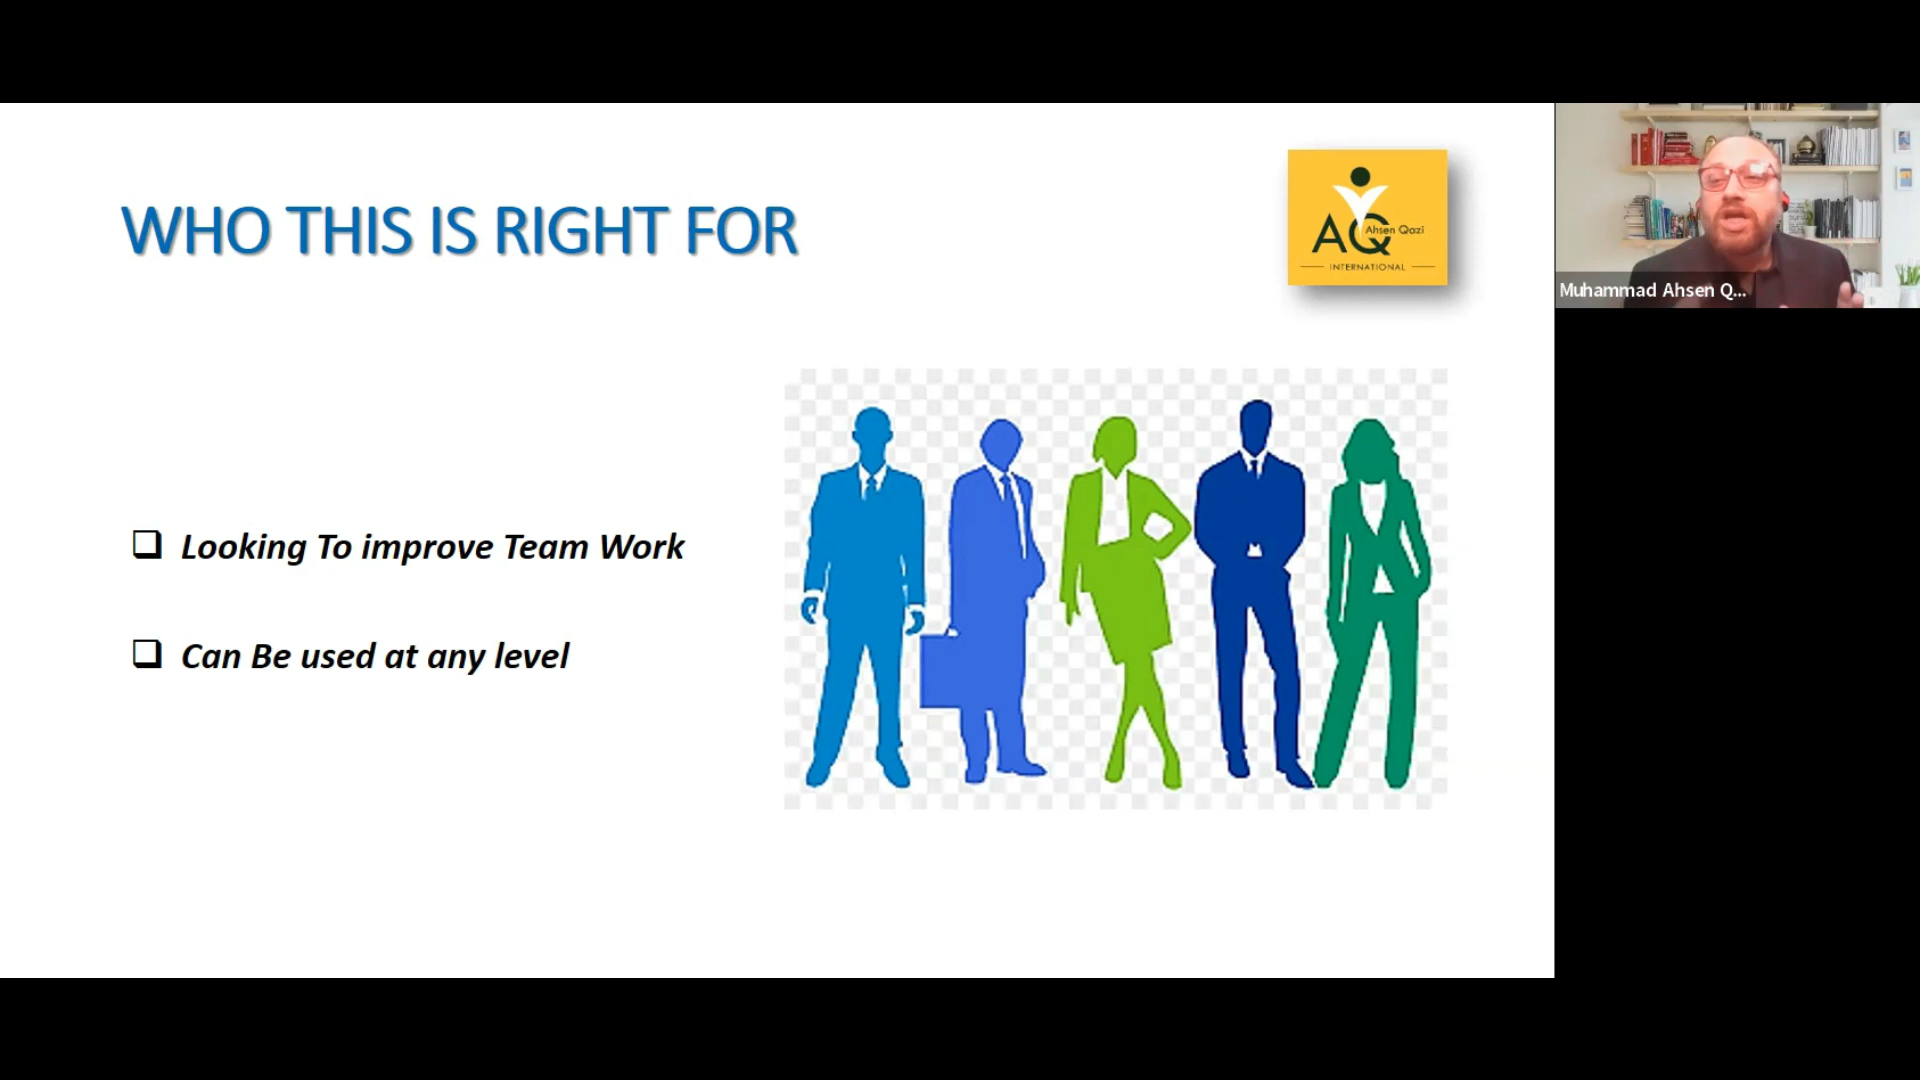 WHO THIS IS RIGHT FOR
AQ
Ahsen Qazi
INTERNATIONAL
Muhammad Ahsen Q...
Looking To improve Team Work
Can Be used at any level